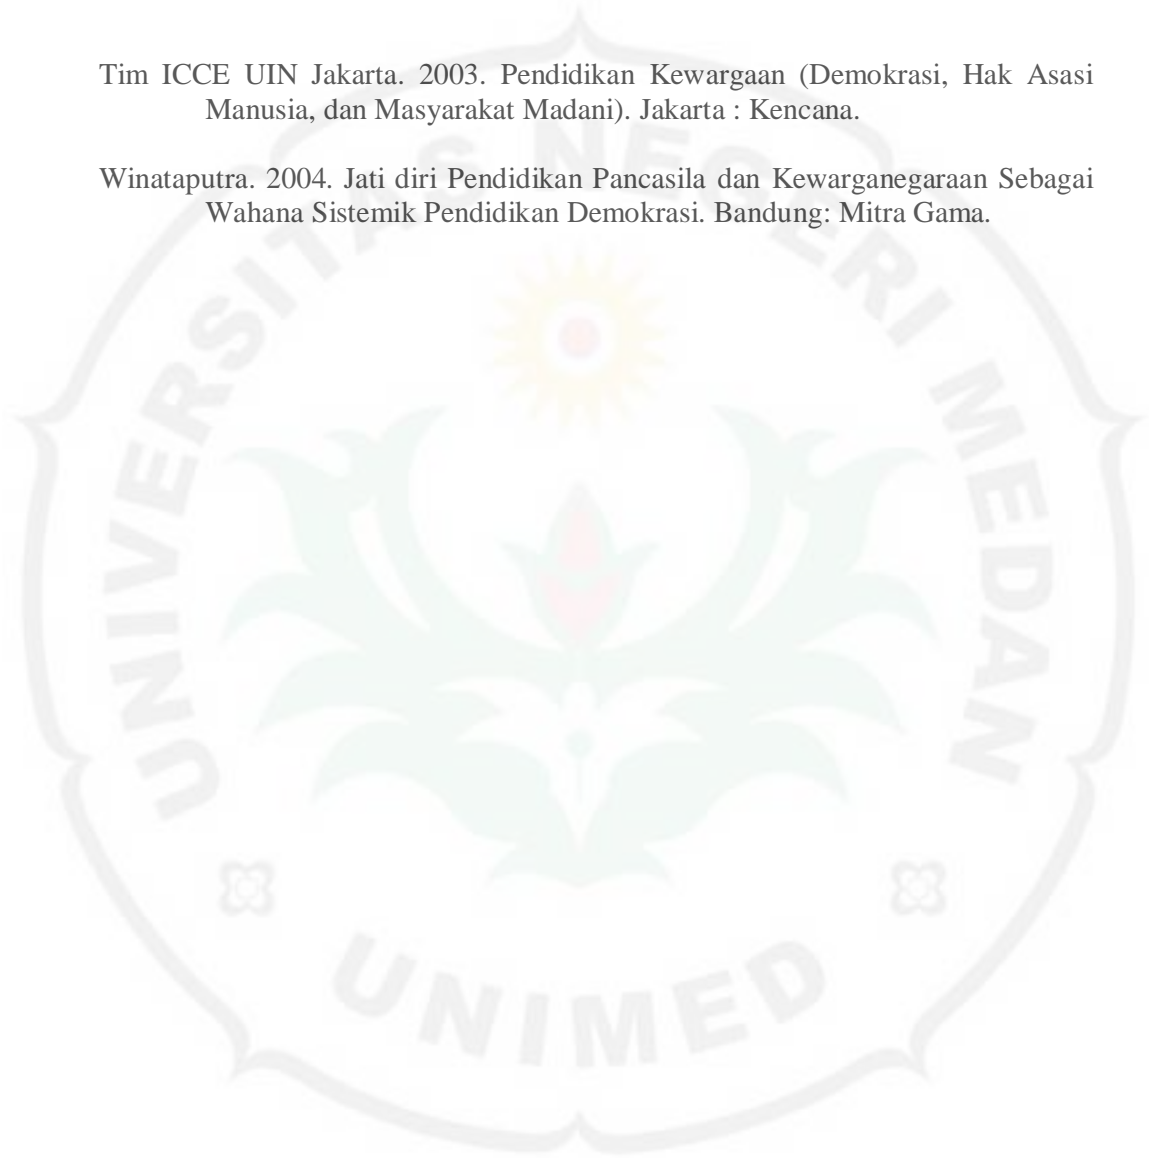 Tim ICCE UIN Jakarta. 2003. Pendidikan Kewargaan (Demokrasi, Hak Asasi
Manusia, dan Masyarakat Madani). Jakarta : Kencana.
Winataputra. 2004. Jati diri Pendidikan Pancasila dan Kewarganegaraan Sebagai
Wahana Sistemik Pendidikan Demokrasi. Bandung: Mitra Gama.
UNIVERSITAS NEGERI MEDAN
UNIMED